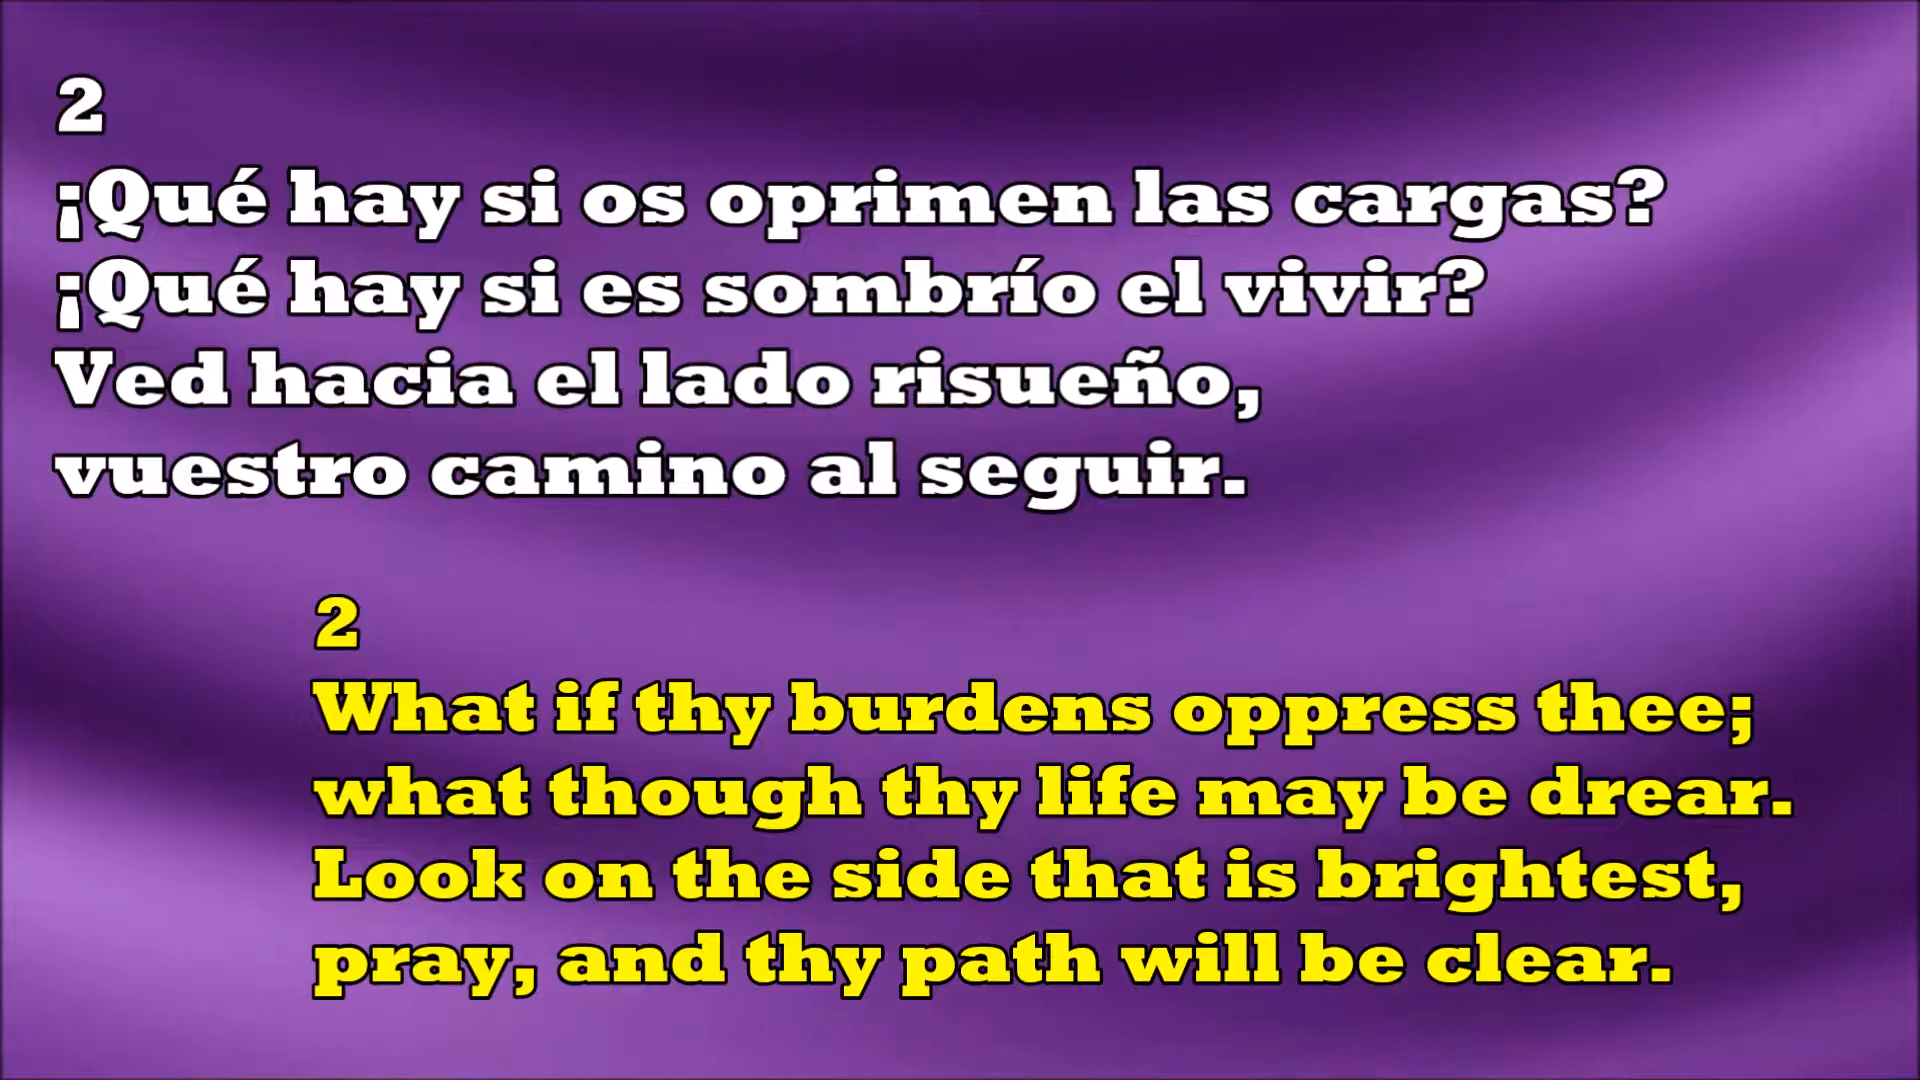 2
¡Qué hay si os oprimen las cargas?
¡Qué hay si es sombrío el vivir?
Ved hacia el lado risueño,
vuestro camino al seguir.
2
What if thy burdens oppress thee;
what though thy life may be drear.
Look on the side that is brightest,
pray, and thy path will be clear.